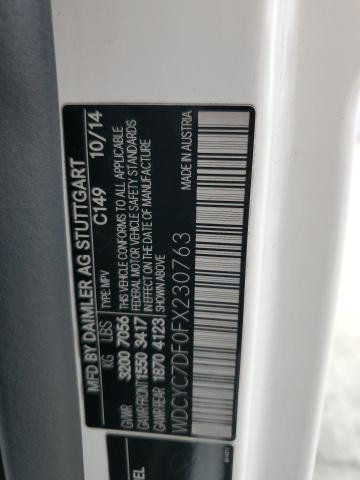 MFD BY DAIMLER AG STUTTGART
C149 10/14
TYPE: MPV
KG LBS
GVWR 3200 7056
GAWR FRONT 1550 3417
GAWR REAR 1870 4123
THIS VEHICLE CONFORMS TO ALL APPLICABLE
FEDERAL MOTOR VEHICLE SAFETY STANDARDS
IN EFFECT ON THE DATE OF MANUFACTURE
SHOWN ABOVE
MADE IN AUSTRIA
WDCYC7DF0FX230763